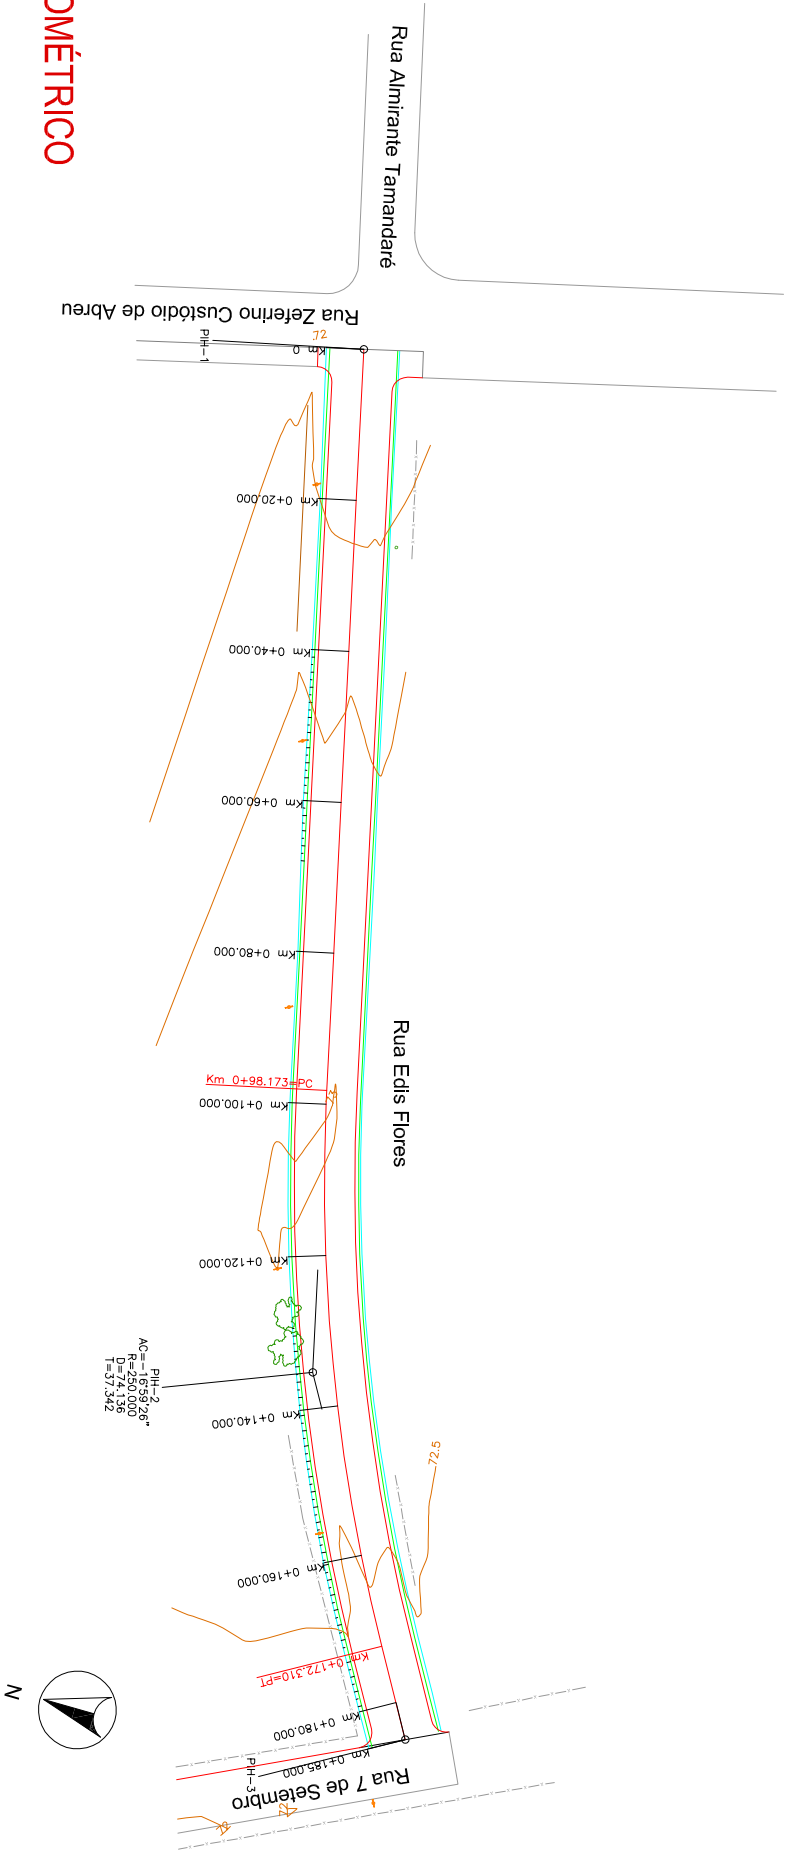 OMÉTRICO
Rua Almirante Tamandaré
Rua Zeferino Custódio de Abreu
72
PIH-1
Km 0
Km 0+20.000
Km 0+40.000
Km 0+60.000
Km 0+80.000
Rua Edis Flores
Km 0+98.173=PC
Km 0+100.000
Km 0+120.000
PIH-2
AC=-16°59'26"
R=250.000
D=74.136
T=37.342
Km 0+140.000
72.5
Km 0+160.000
Km 0+172.310=PT
Km 0+180.000
Km 0+185.000
PIH-3
Rua 7 de Setembro
N
72